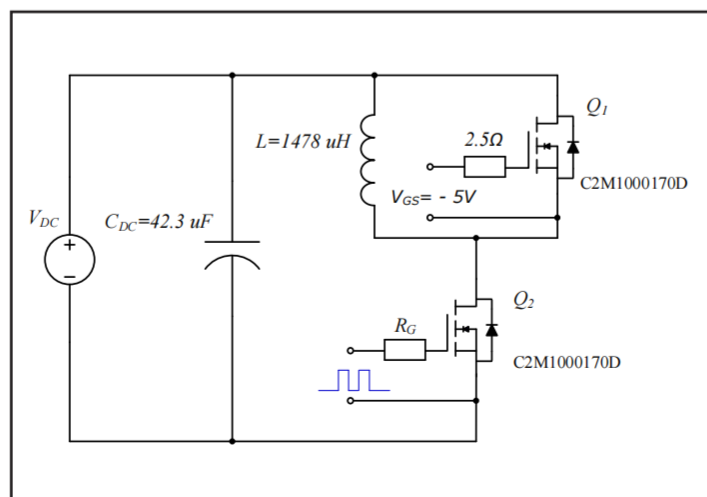 Q1
L=1478 uH
2.5Ω
C2M1000170D
VGS= - 5V
VDC
CDC=42.3 uF
+
−
Q2
RG
C2M1000170D